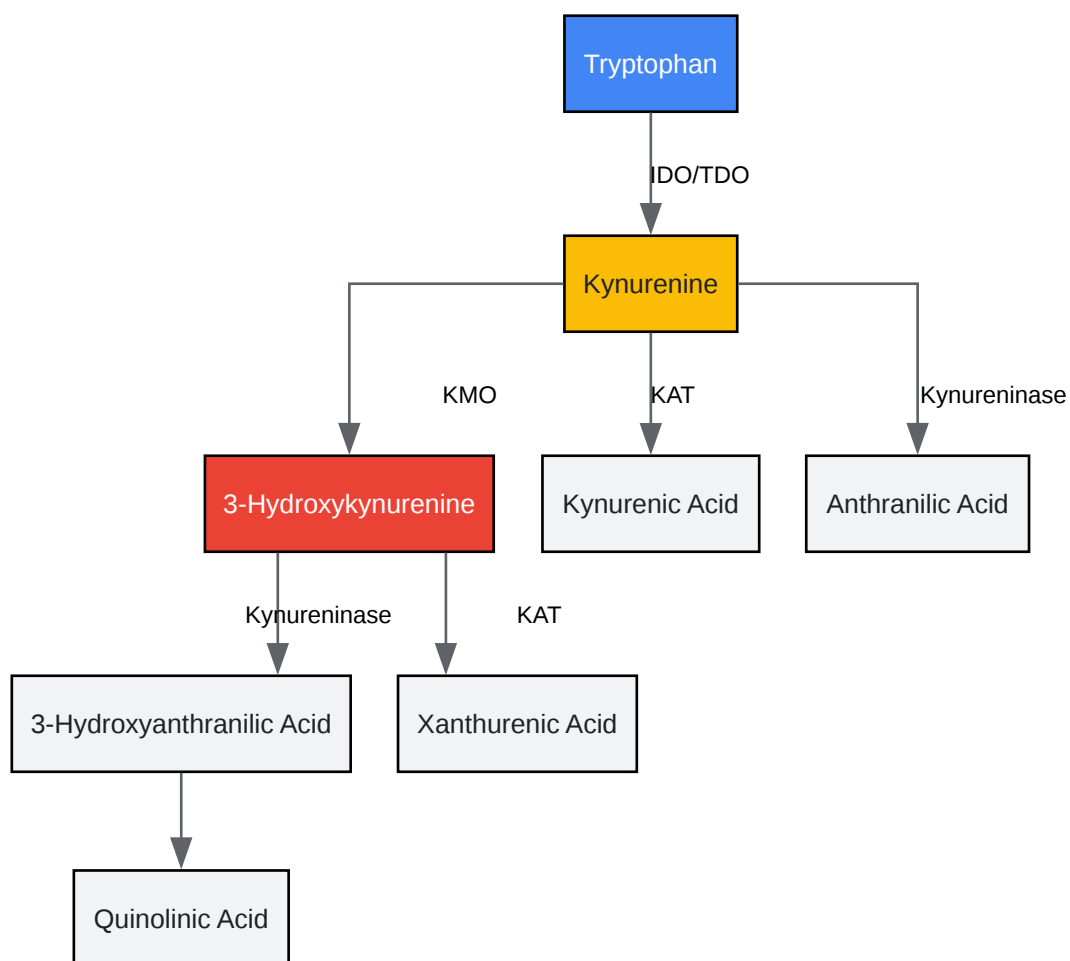 Tryptophan
IDO/TDO
Kynurenine
KMO
KAT
Kynureninase
3-Hydroxykynurenine
Kynurenic Acid
Anthranilic Acid
Kynureninase
KAT
3-Hydroxyanthranilic Acid
Xanthurenic Acid
Quinolinic Acid